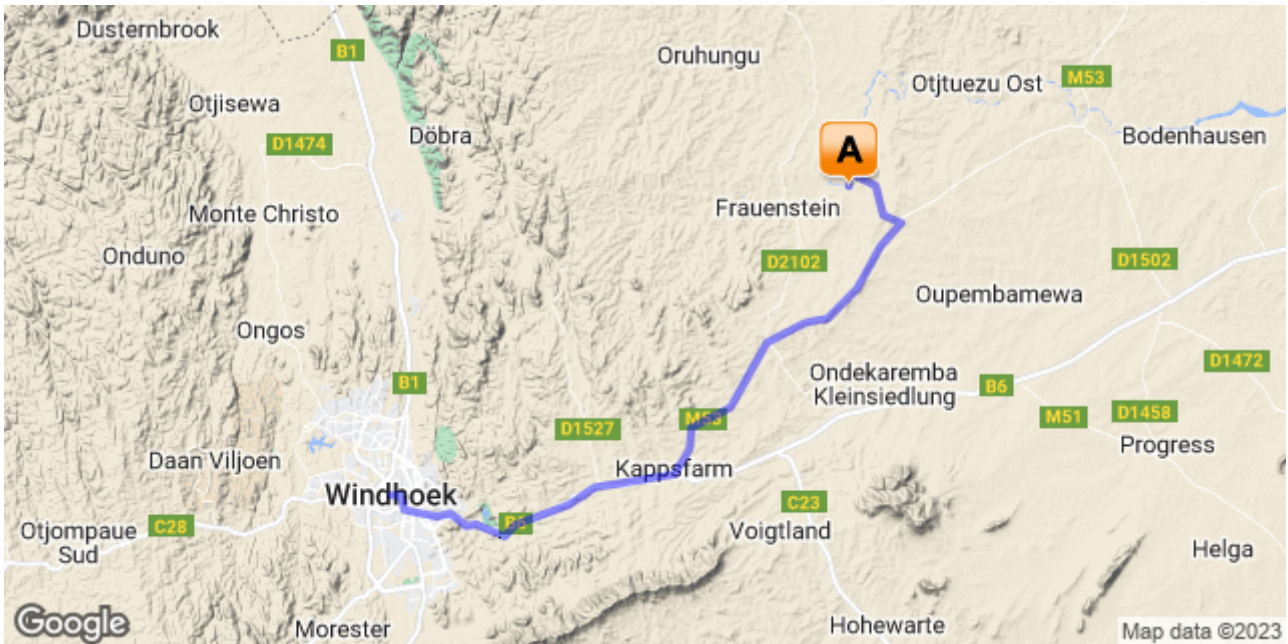 Dusternbrook
B1
Oruhungu
Otjtuezu Ost
M53
Otjisewa
Döbra
Bodenhausen
D1474
A
Monte Christo
Frauenstein
Onduno
D2102
D1502
Oupembamewa
Ongos
B1
Ondekaremba
Kleinsiedlung
B6
D1472
D1527
M53
M51
D1458
Progress
Daan Viljoen
Kappsfarm
Windhoek
Otjompaue
Sud
C28
B6
C23
Voigtland
Helga
Google
Morester
Hohewarte
Map data ©2023